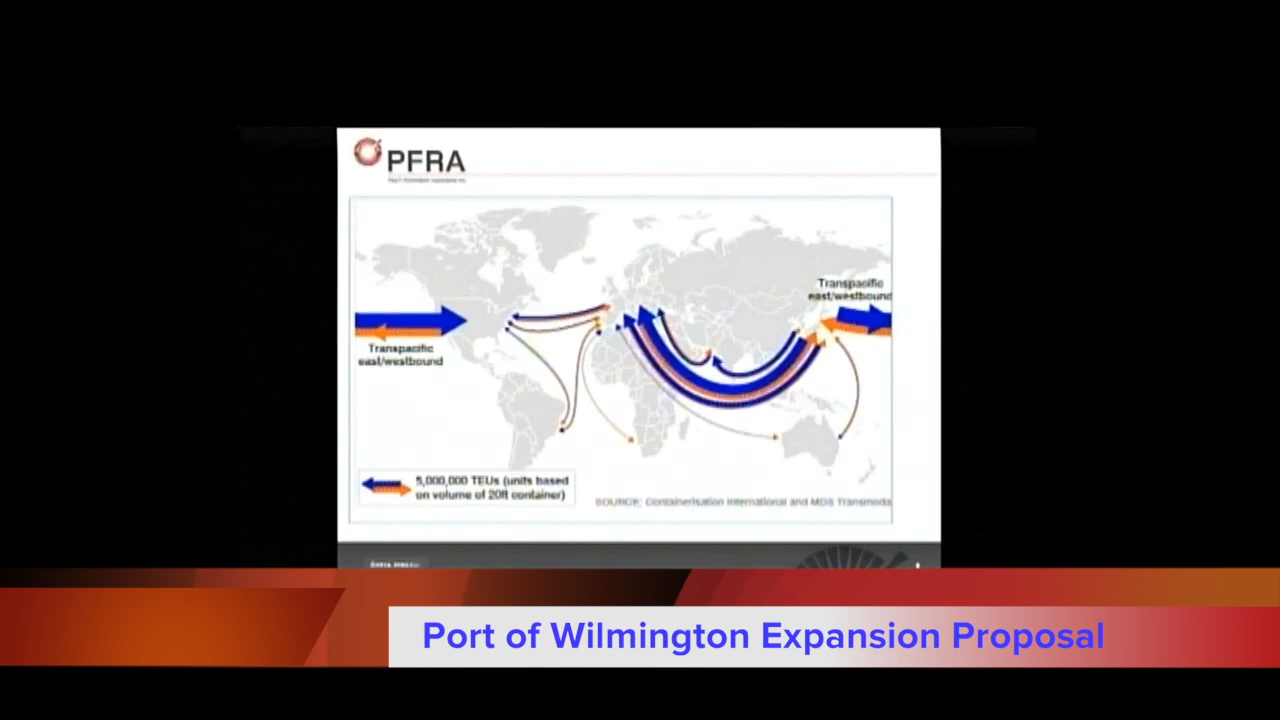 PFRA
Transpacific
east/westbound
Transpacific
east/westbound
5,000,000 TEUs (units based
on volume of 20ft container)
SOURCE: Containerisation International and MDS Transmoda
Port of Wilmington Expansion Proposal